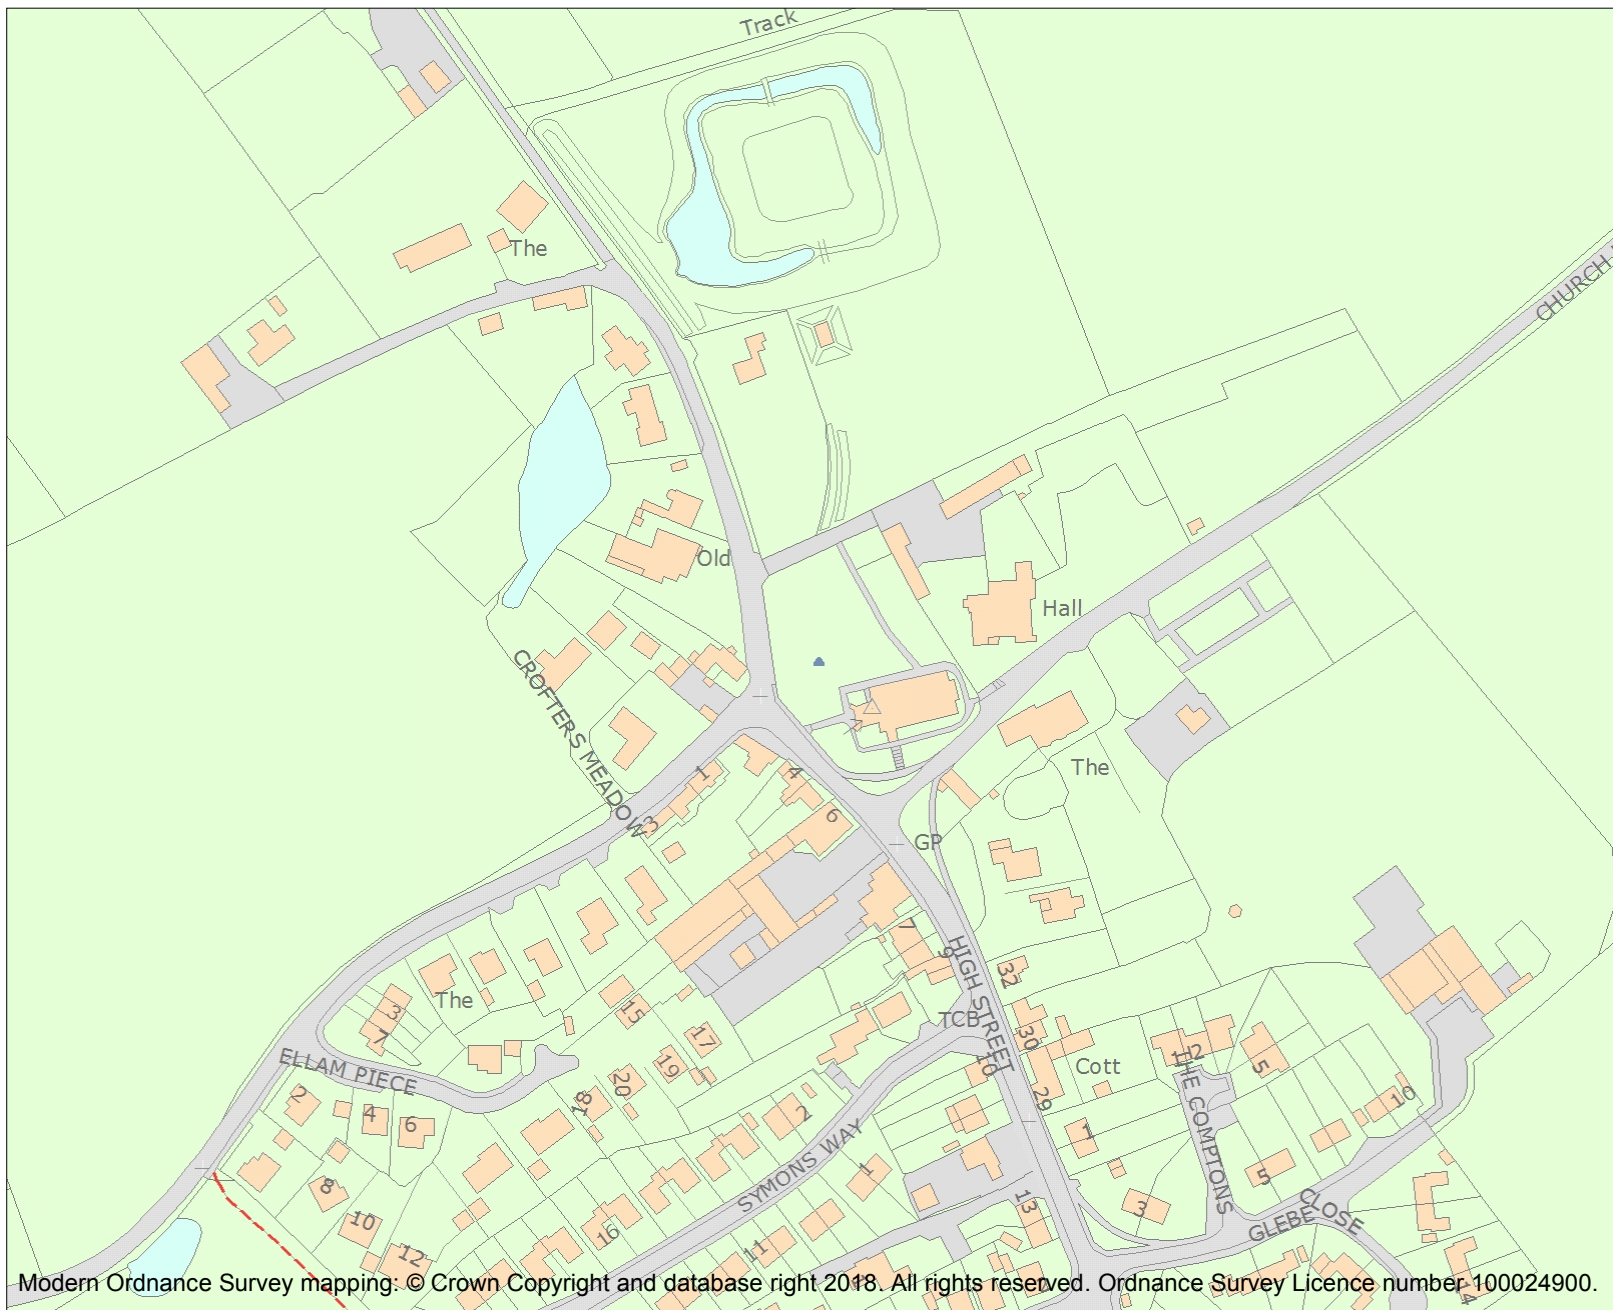 Track
The
CHURCH
Old
Hall
CROFTERS MEADOW
The
1
4
3
6
GP
7
9
HIGH STREET
32
3
The
7
15
TCB
17
30
ELLAM PIECE
10
Cott
1 2
THE COMPTONS
5
19
20
18
2
4
6
2
29
10
SYMONS WAY
1
1
5
8
10
13
3
CLOSE
GLEBE
16
12
11
14
Modern Ordnance Survey mapping: © Crown Copyright and database right 2018. All rights reserved. Ordnance Survey Licence number 100024900.